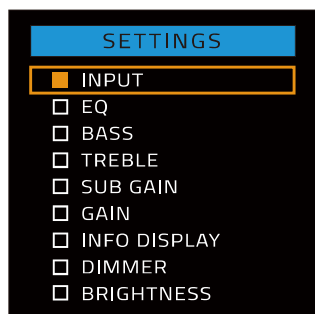 SETTINGS
INPUT
EQ
BASS
TREBLE
SUB GAIN
GAIN
INFO DISPLAY
DIMMER
BRIGHTNESS